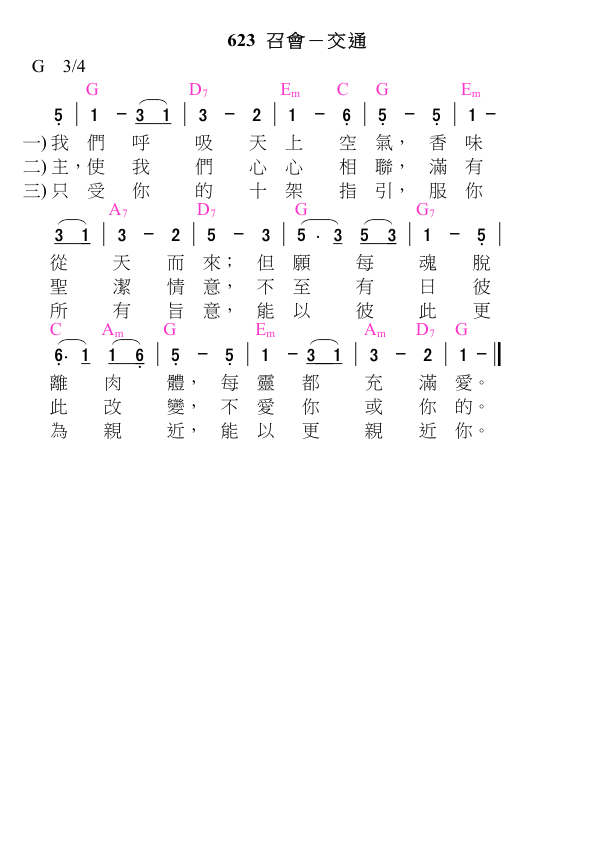 623 召會－交通
G 3/4
G D7 Em C G Em
5̣ | 1 － 3 1 | 3 － 2 | 1 － 6̣ | 5̣ － 5̣ | 1 －
一)我 們 呼 吸 天 上 空 氣， 香 味
二)主，使 我 們 心 心 相 聯， 滿 有
三)只 受 你 的 十 架 指 引， 服 你
A7 D7 G G7
3 1 | 3 － 2 | 5 － 3 | 5 · 3 5 3 | 1 － 5̣ |
從 天 而 來； 但 願 每 魂 脫
聖 潔 情 意， 不 至 有 日 彼
所 有 旨 意， 能 以 彼 此 更
C Am G Em Am D7 G
6̣· 1 1 6̣ | 5̣ － 5̣ | 1 － 3 1 | 3 － 2 | 1 － ‖
離 肉 體， 每 靈 都 充 滿 愛。
此 改 變， 不 愛 你 或 你 的。
為 親 近， 能 以 更 親 近 你。